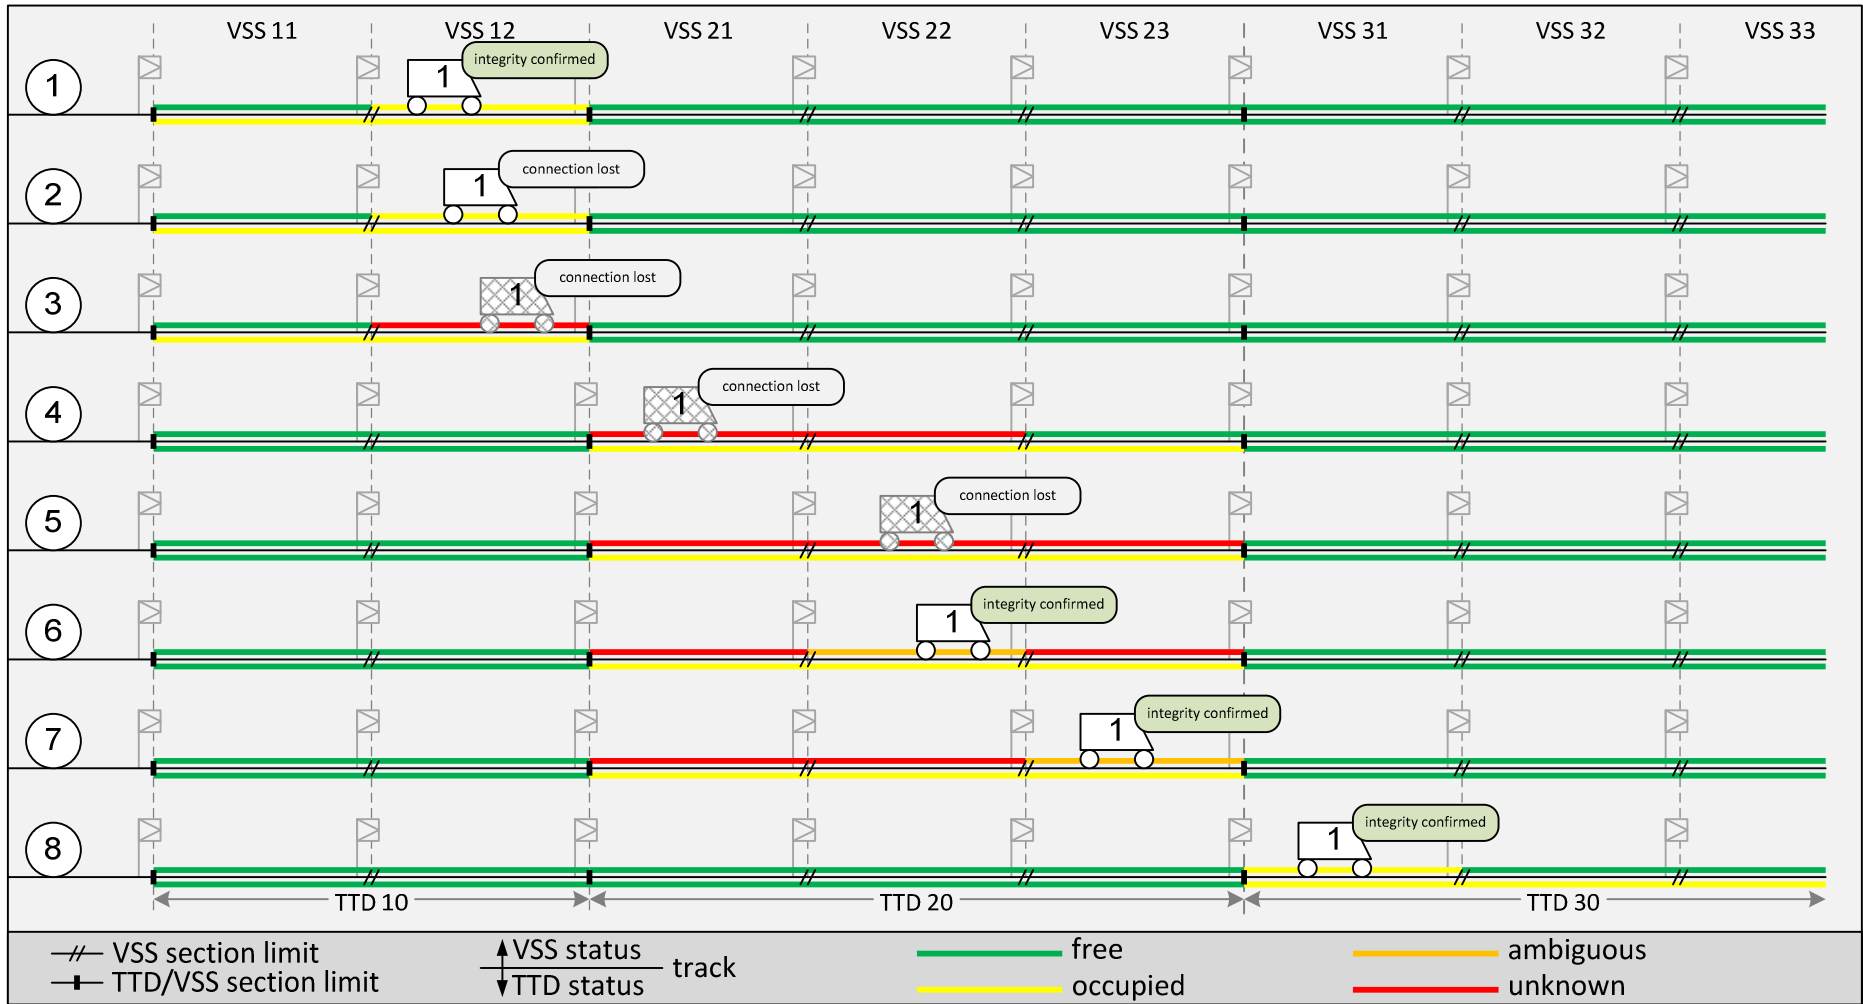 VSS 11 VSS 12 VSS 21 VSS 22 VSS 23 VSS 31 VSS 32 VSS 33
1 1 integrity confirmed
2 1 connection lost
3 1 connection lost
4 1 connection lost
5 1 connection lost
6 1 integrity confirmed
7 1 integrity confirmed
8 1 integrity confirmed
TTD 10 TTD 20 TTD 30
VSS section limit VSS status free ambiguous
track
TTD/VSS section limit TTD status occupied unknown